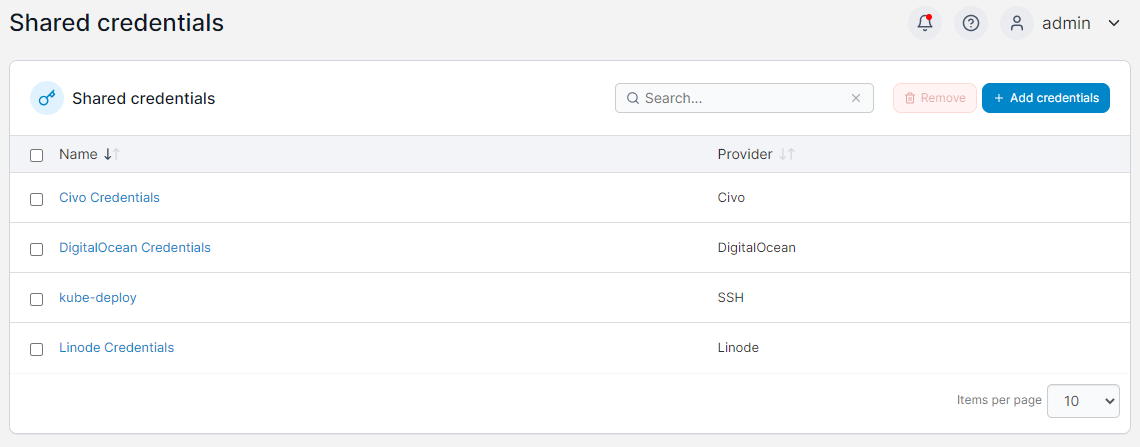 Shared credentials
admin
Shared credentials
Search...
Remove
Add credentials
Name
Provider
Civo Credentials
Civo
DigitalOcean Credentials
DigitalOcean
kube-deploy
SSH
Linode Credentials
Linode
Items per page
10